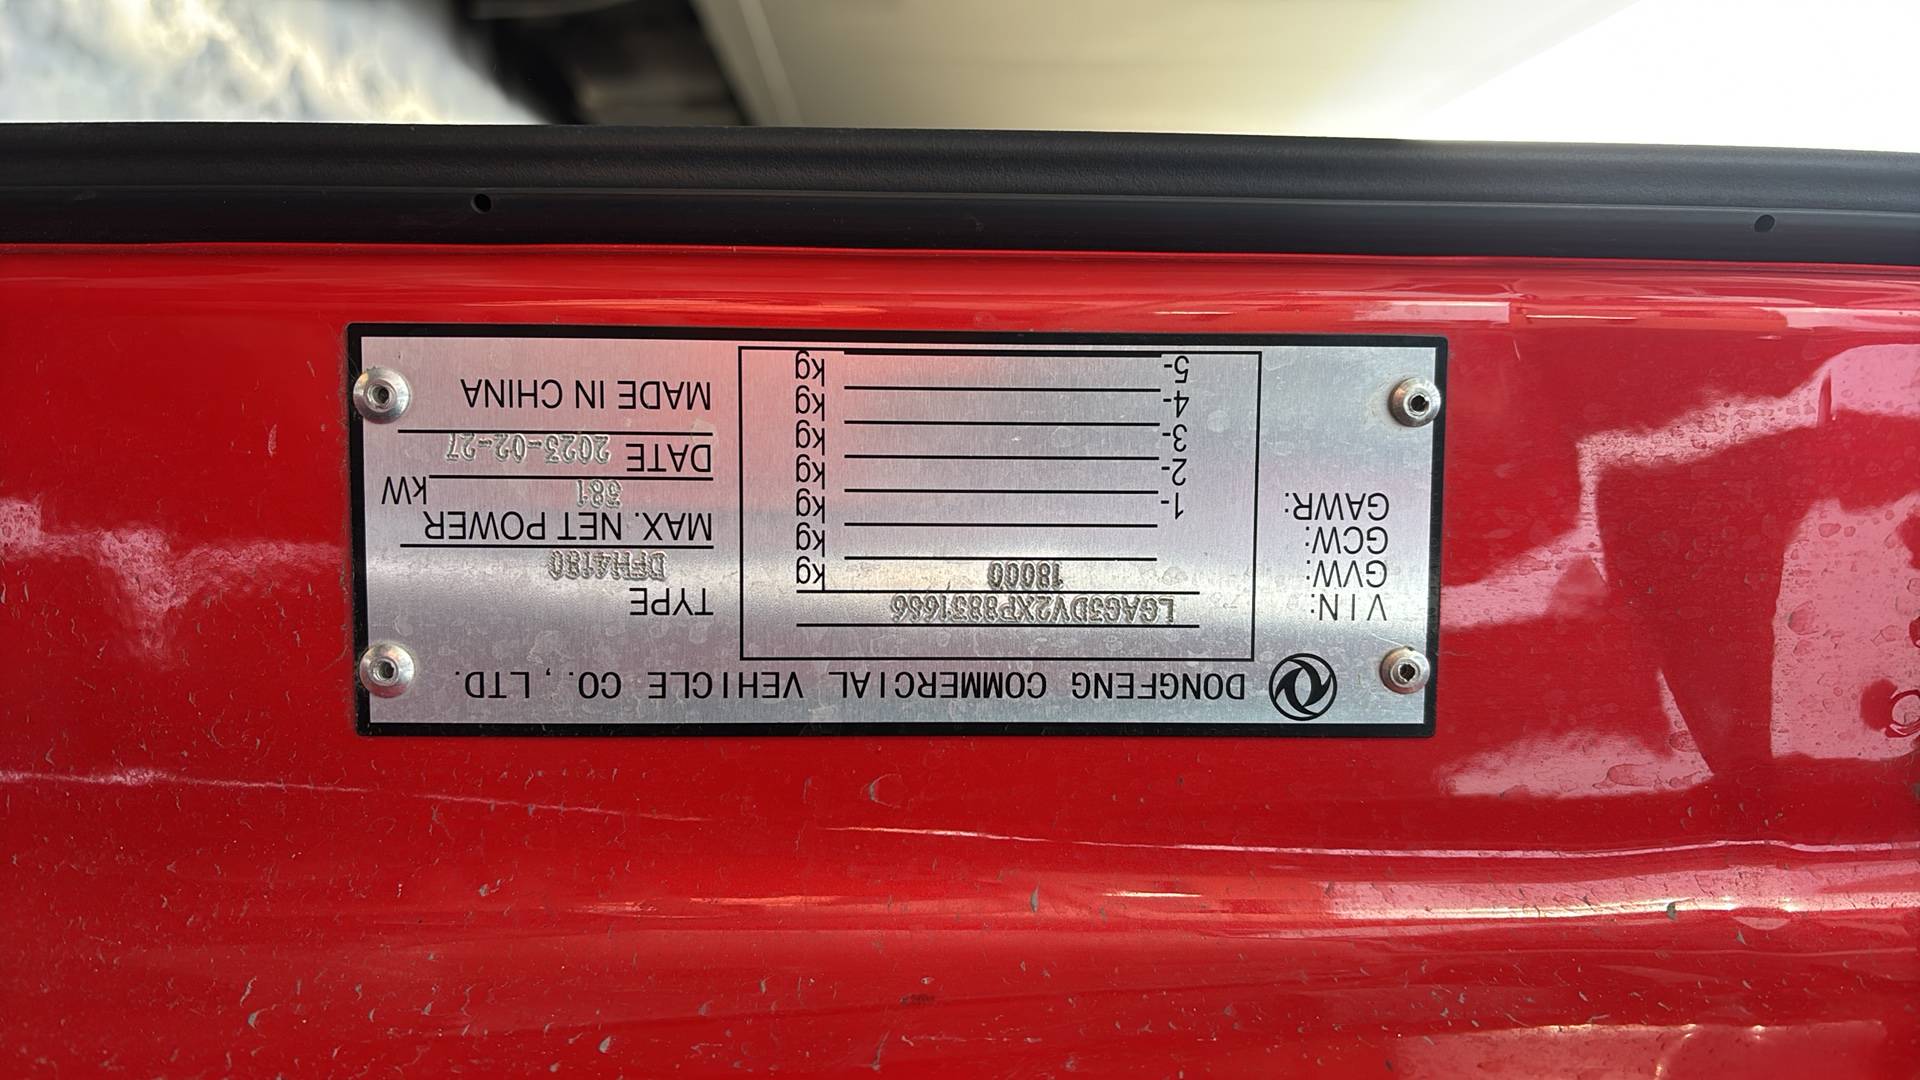 DONGFENG COMMERCIAL VEHICLE CO., LTD.
VIN: LGAG3DV2XP8831666
GVW: 18000 kg
GCW: kg
GAWR: 1- kg
2- kg
3- kg
4- kg
5- kg
TYPE DFH4180
MAX. NET POWER
381 kW
DATE 2023-02-27
MADE IN CHINA